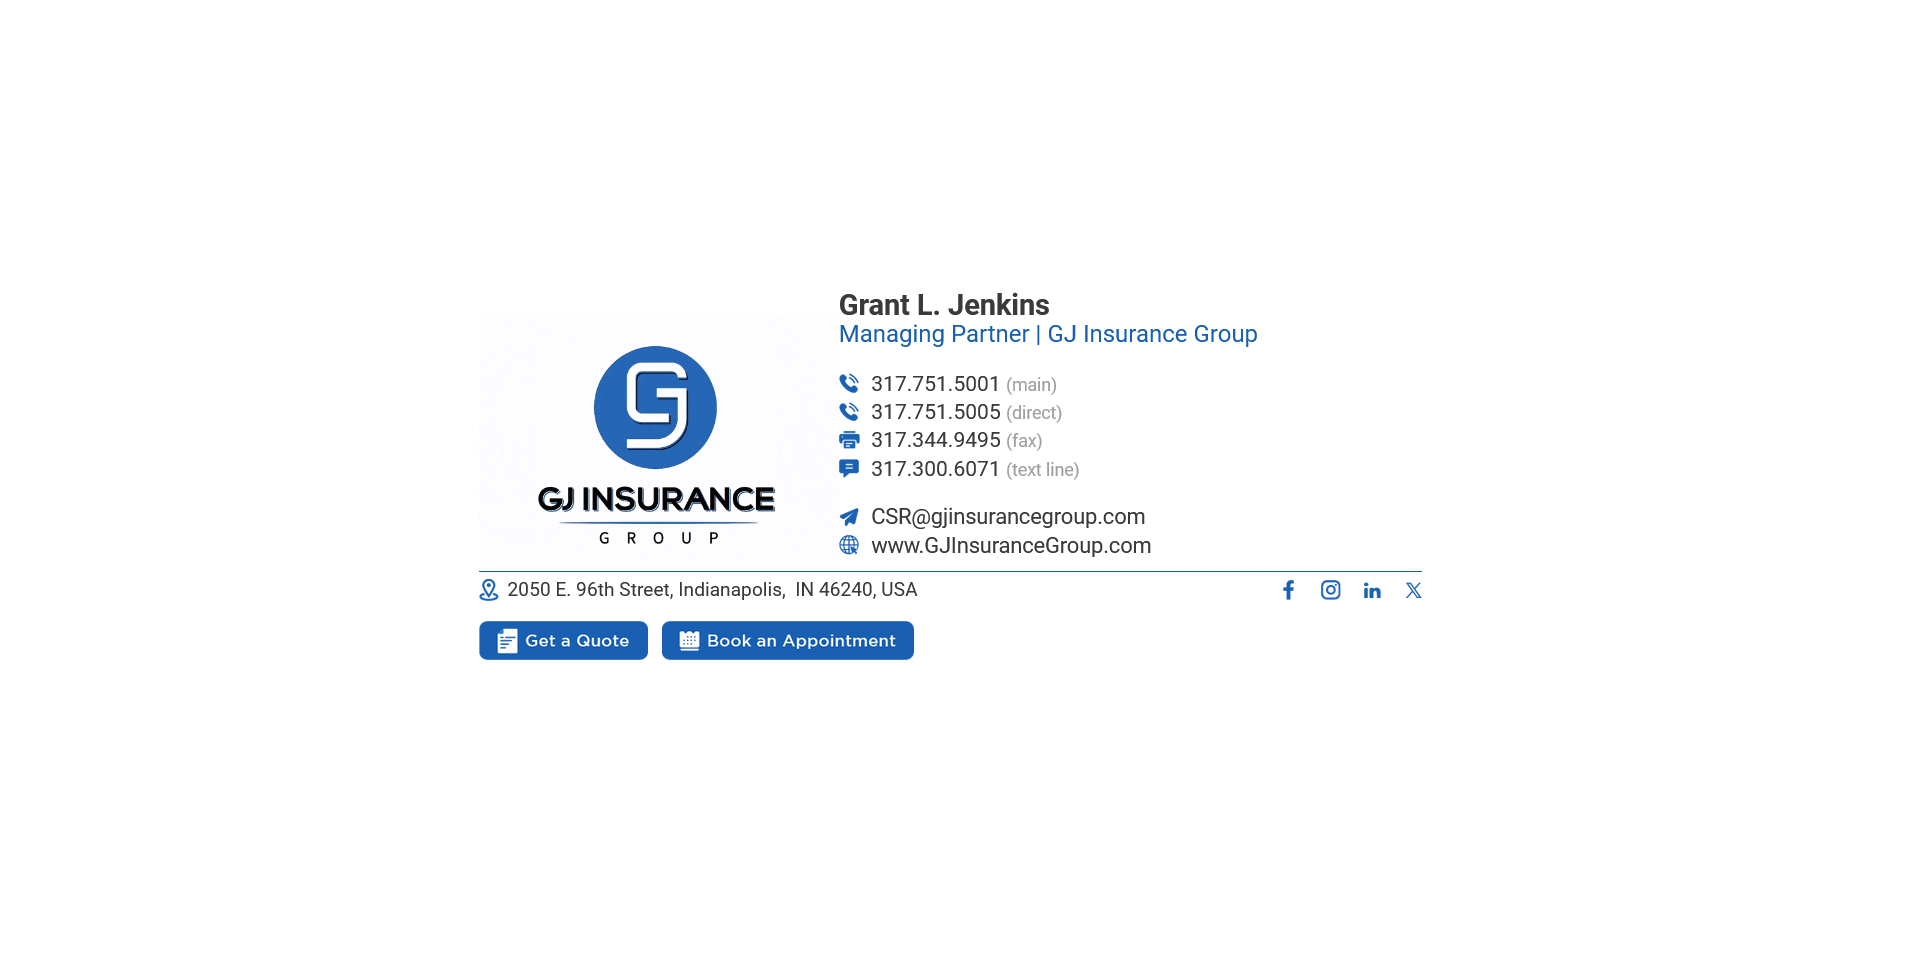 Grant L. Jenkins
Managing Partner | GJ Insurance Group
317.751.5001 (main)
317.751.5005 (direct)
317.344.9495 (fax)
317.300.6071 (text line)
CSR@gjinsurancegroup.com
www.GJInsuranceGroup.com
GJ
GJ INSURANCE
GROUP
2050 E. 96th Street, Indianapolis,  IN 46240, USA
Get a Quote
Book an Appointment